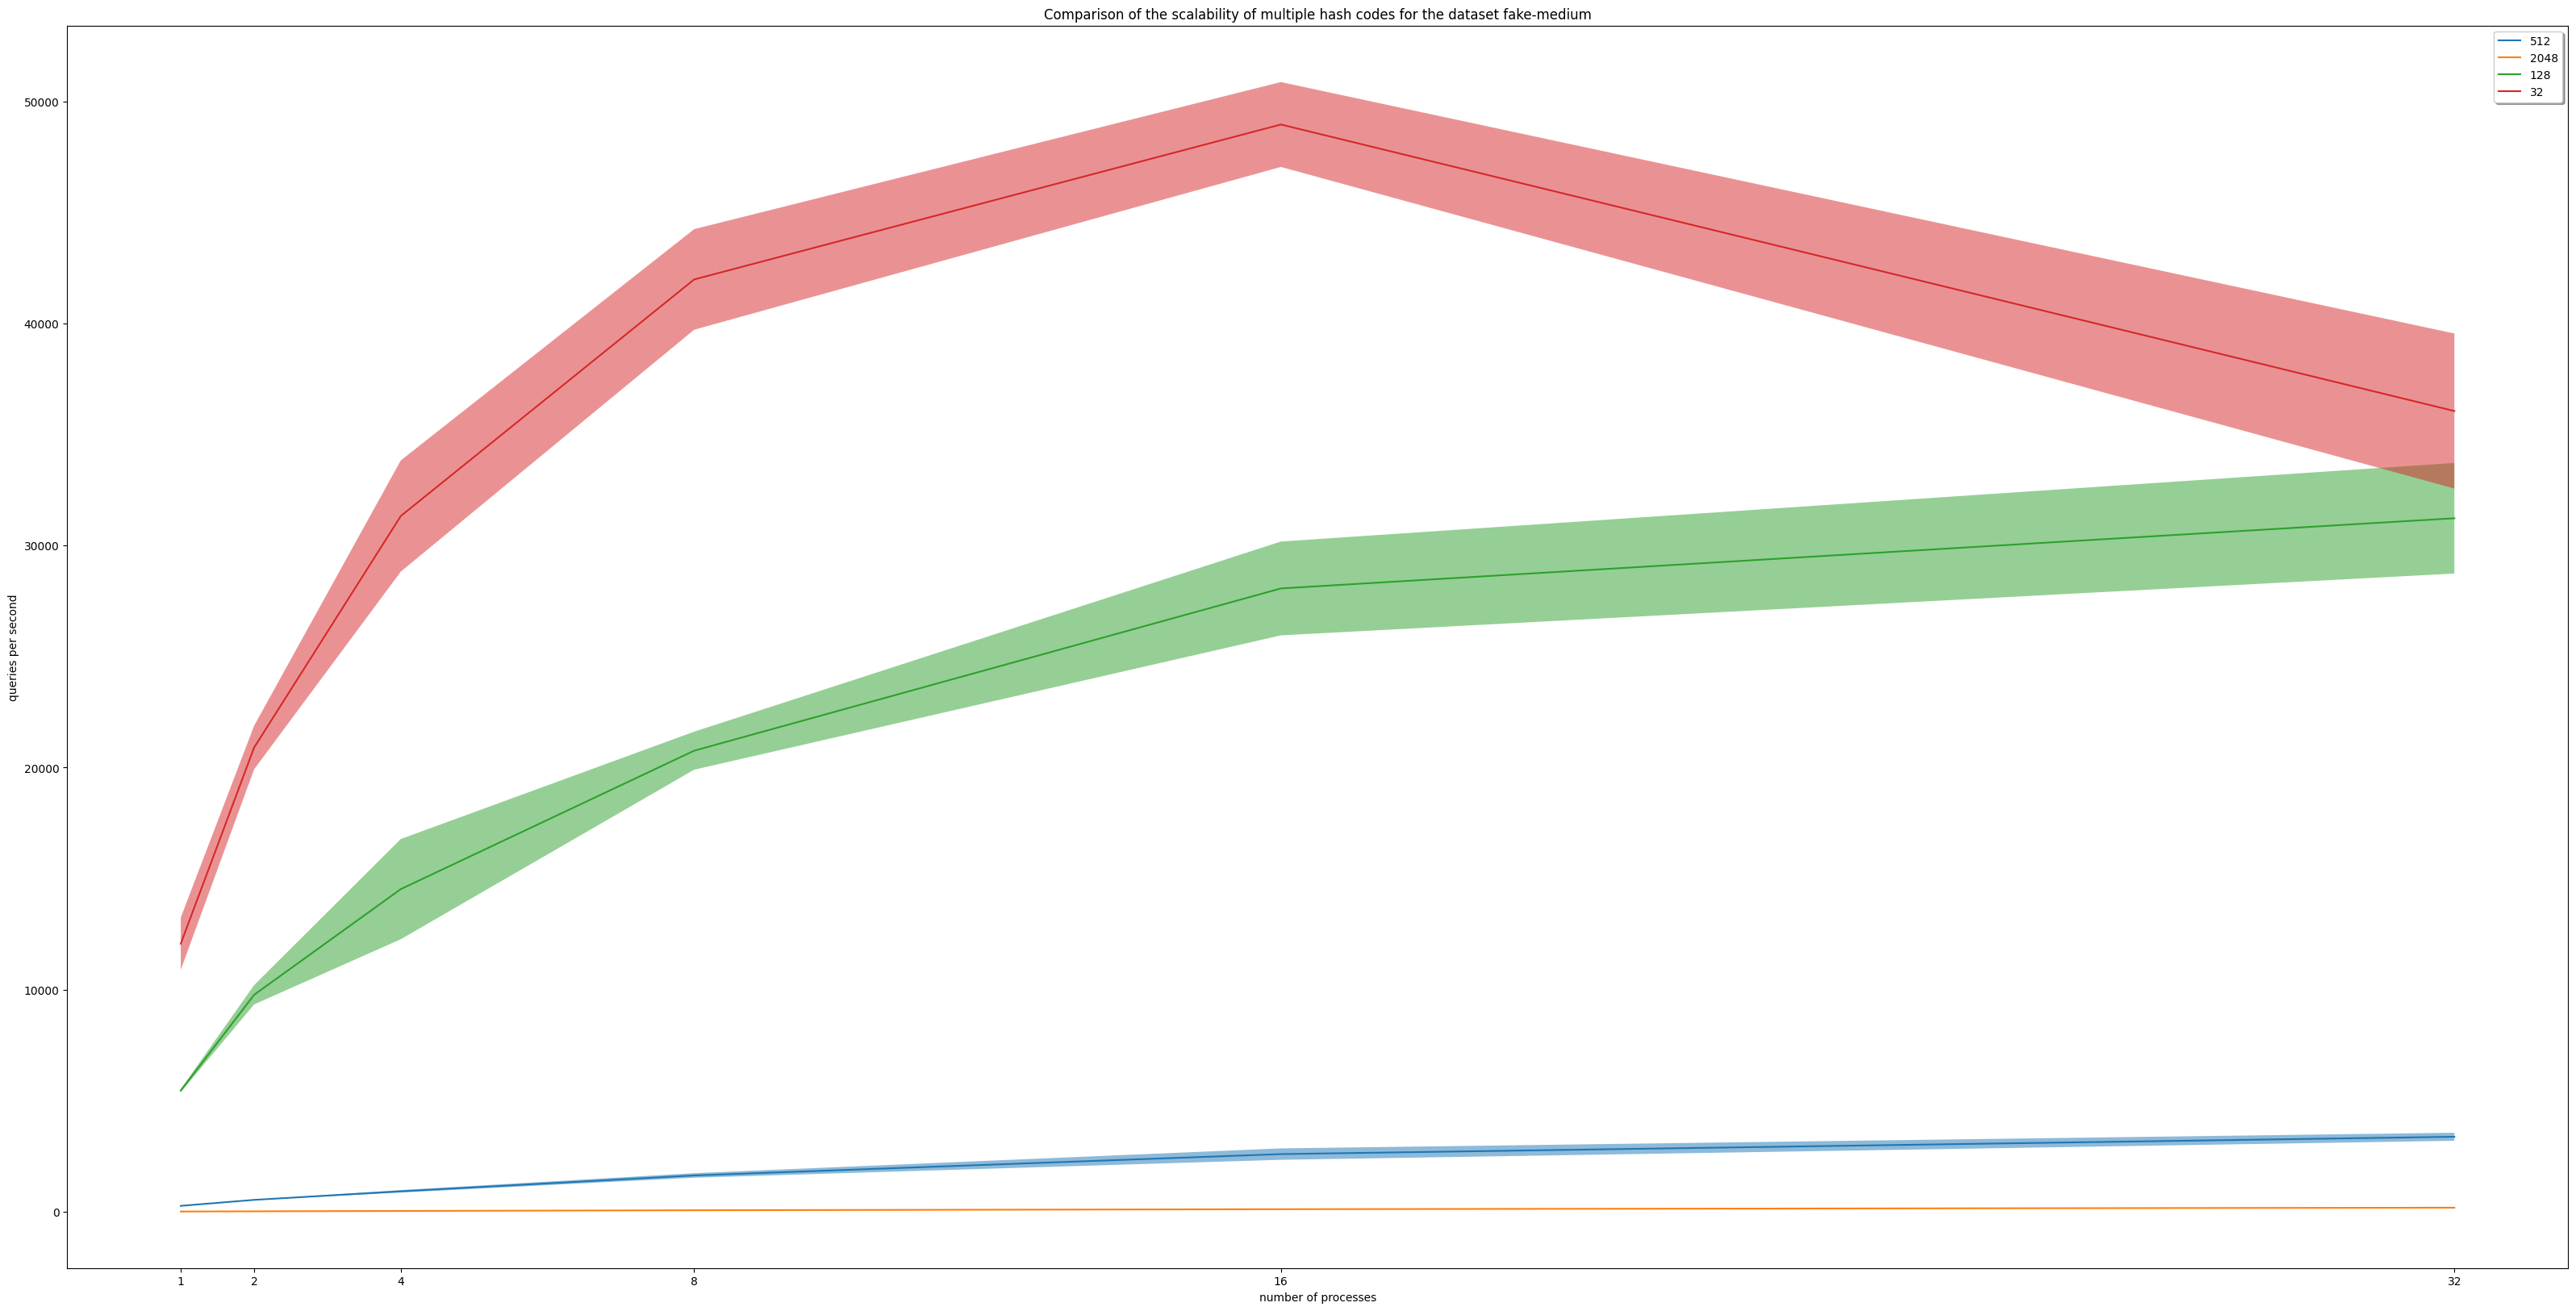 Comparison of the scalability of multiple hash codes for the dataset fake-medium
512
2048
128
32
50000
40000
30000
20000
10000
0
queries per second
1 2 4 8 16 32
number of processes